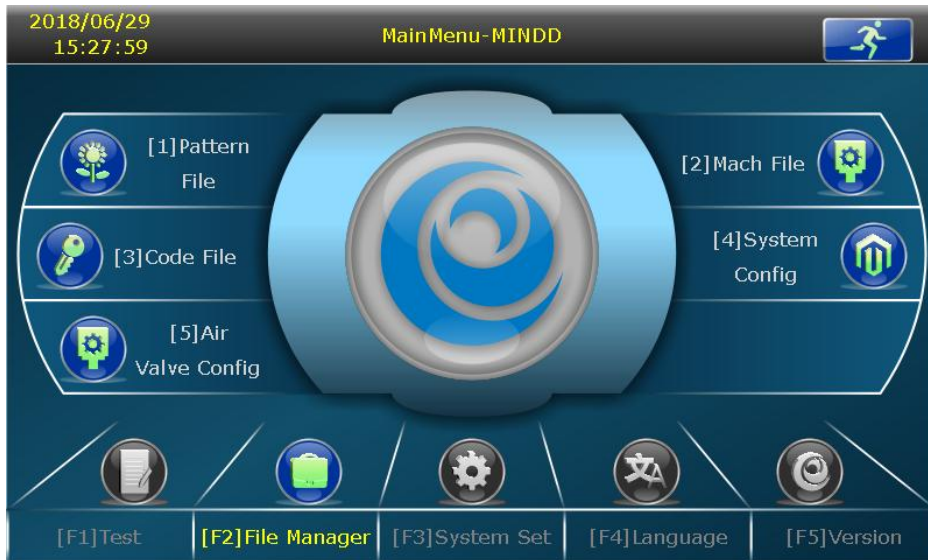 2018/06/29
15:27:59
MainMenu-MINDD
[1]Pattern
File
[2]Mach File
[3]Code File
[4]System
Config
[5]Air
Valve Config
[F1]Test
[F2]File Manager
[F3]System Set
[F4]Language
[F5]Version